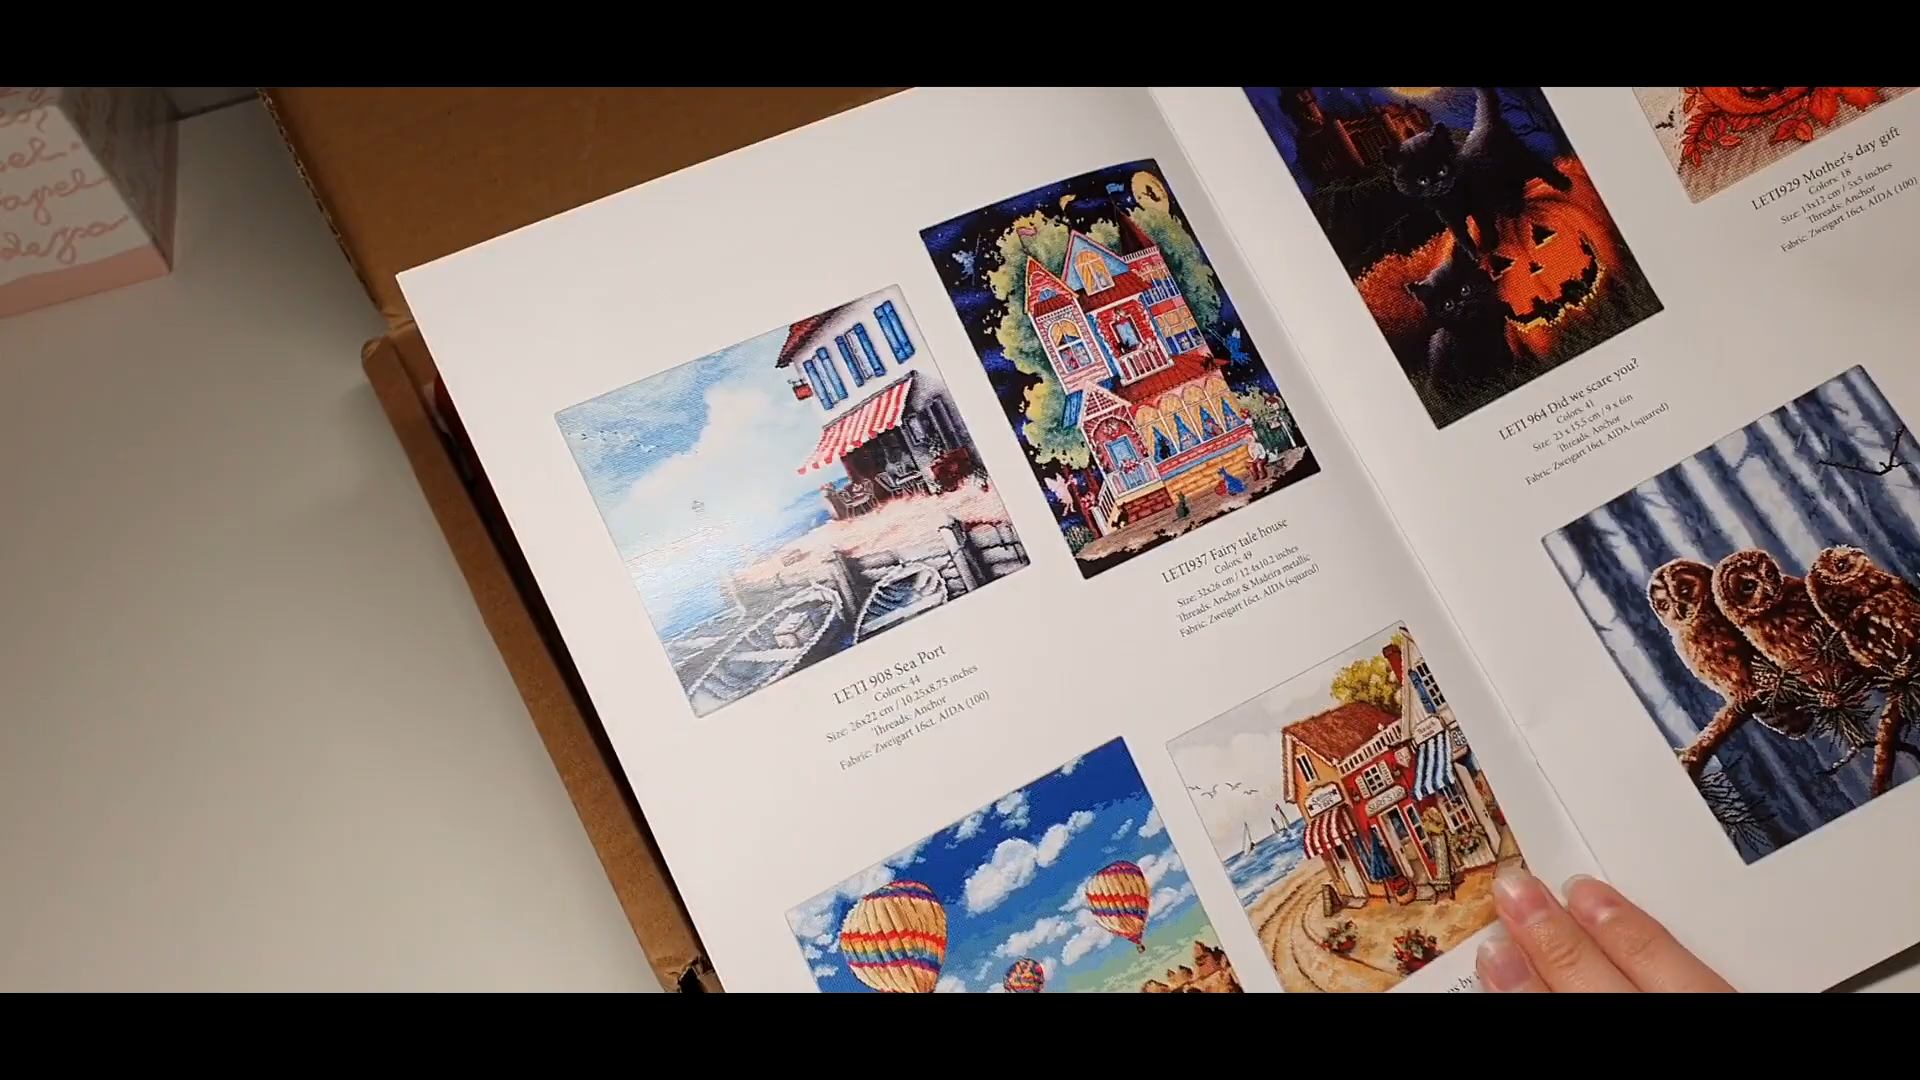 LETI 908 Sea Port
Colors: 44
Size: 26x22 cm / 10.25x8.75 inches
Threads: Anchor
Fabric: Zweigart 16ct. AIDA (100)
LETI937 Fairy tale house
Colors: 49
Size: 32x26 cm / 12.4x10.2 inches
Threads: Anchor & Madeira metallic
Fabric: Zweigart 16ct. AIDA (squared)
SURF'S UP
LETI 964 Did we scare you?
Colors: 41
Size: 23 x 15,5 cm / 9 x 6in
Threads: Anchor
Fabric: Zweigart 16ct. AIDA (squared)
LETI929 Mother's day gift
Colors: 18
Size: 13x12 cm / 5x5 inches
Threads: Anchor
Fabric: Zweigart 16ct. AIDA (100)